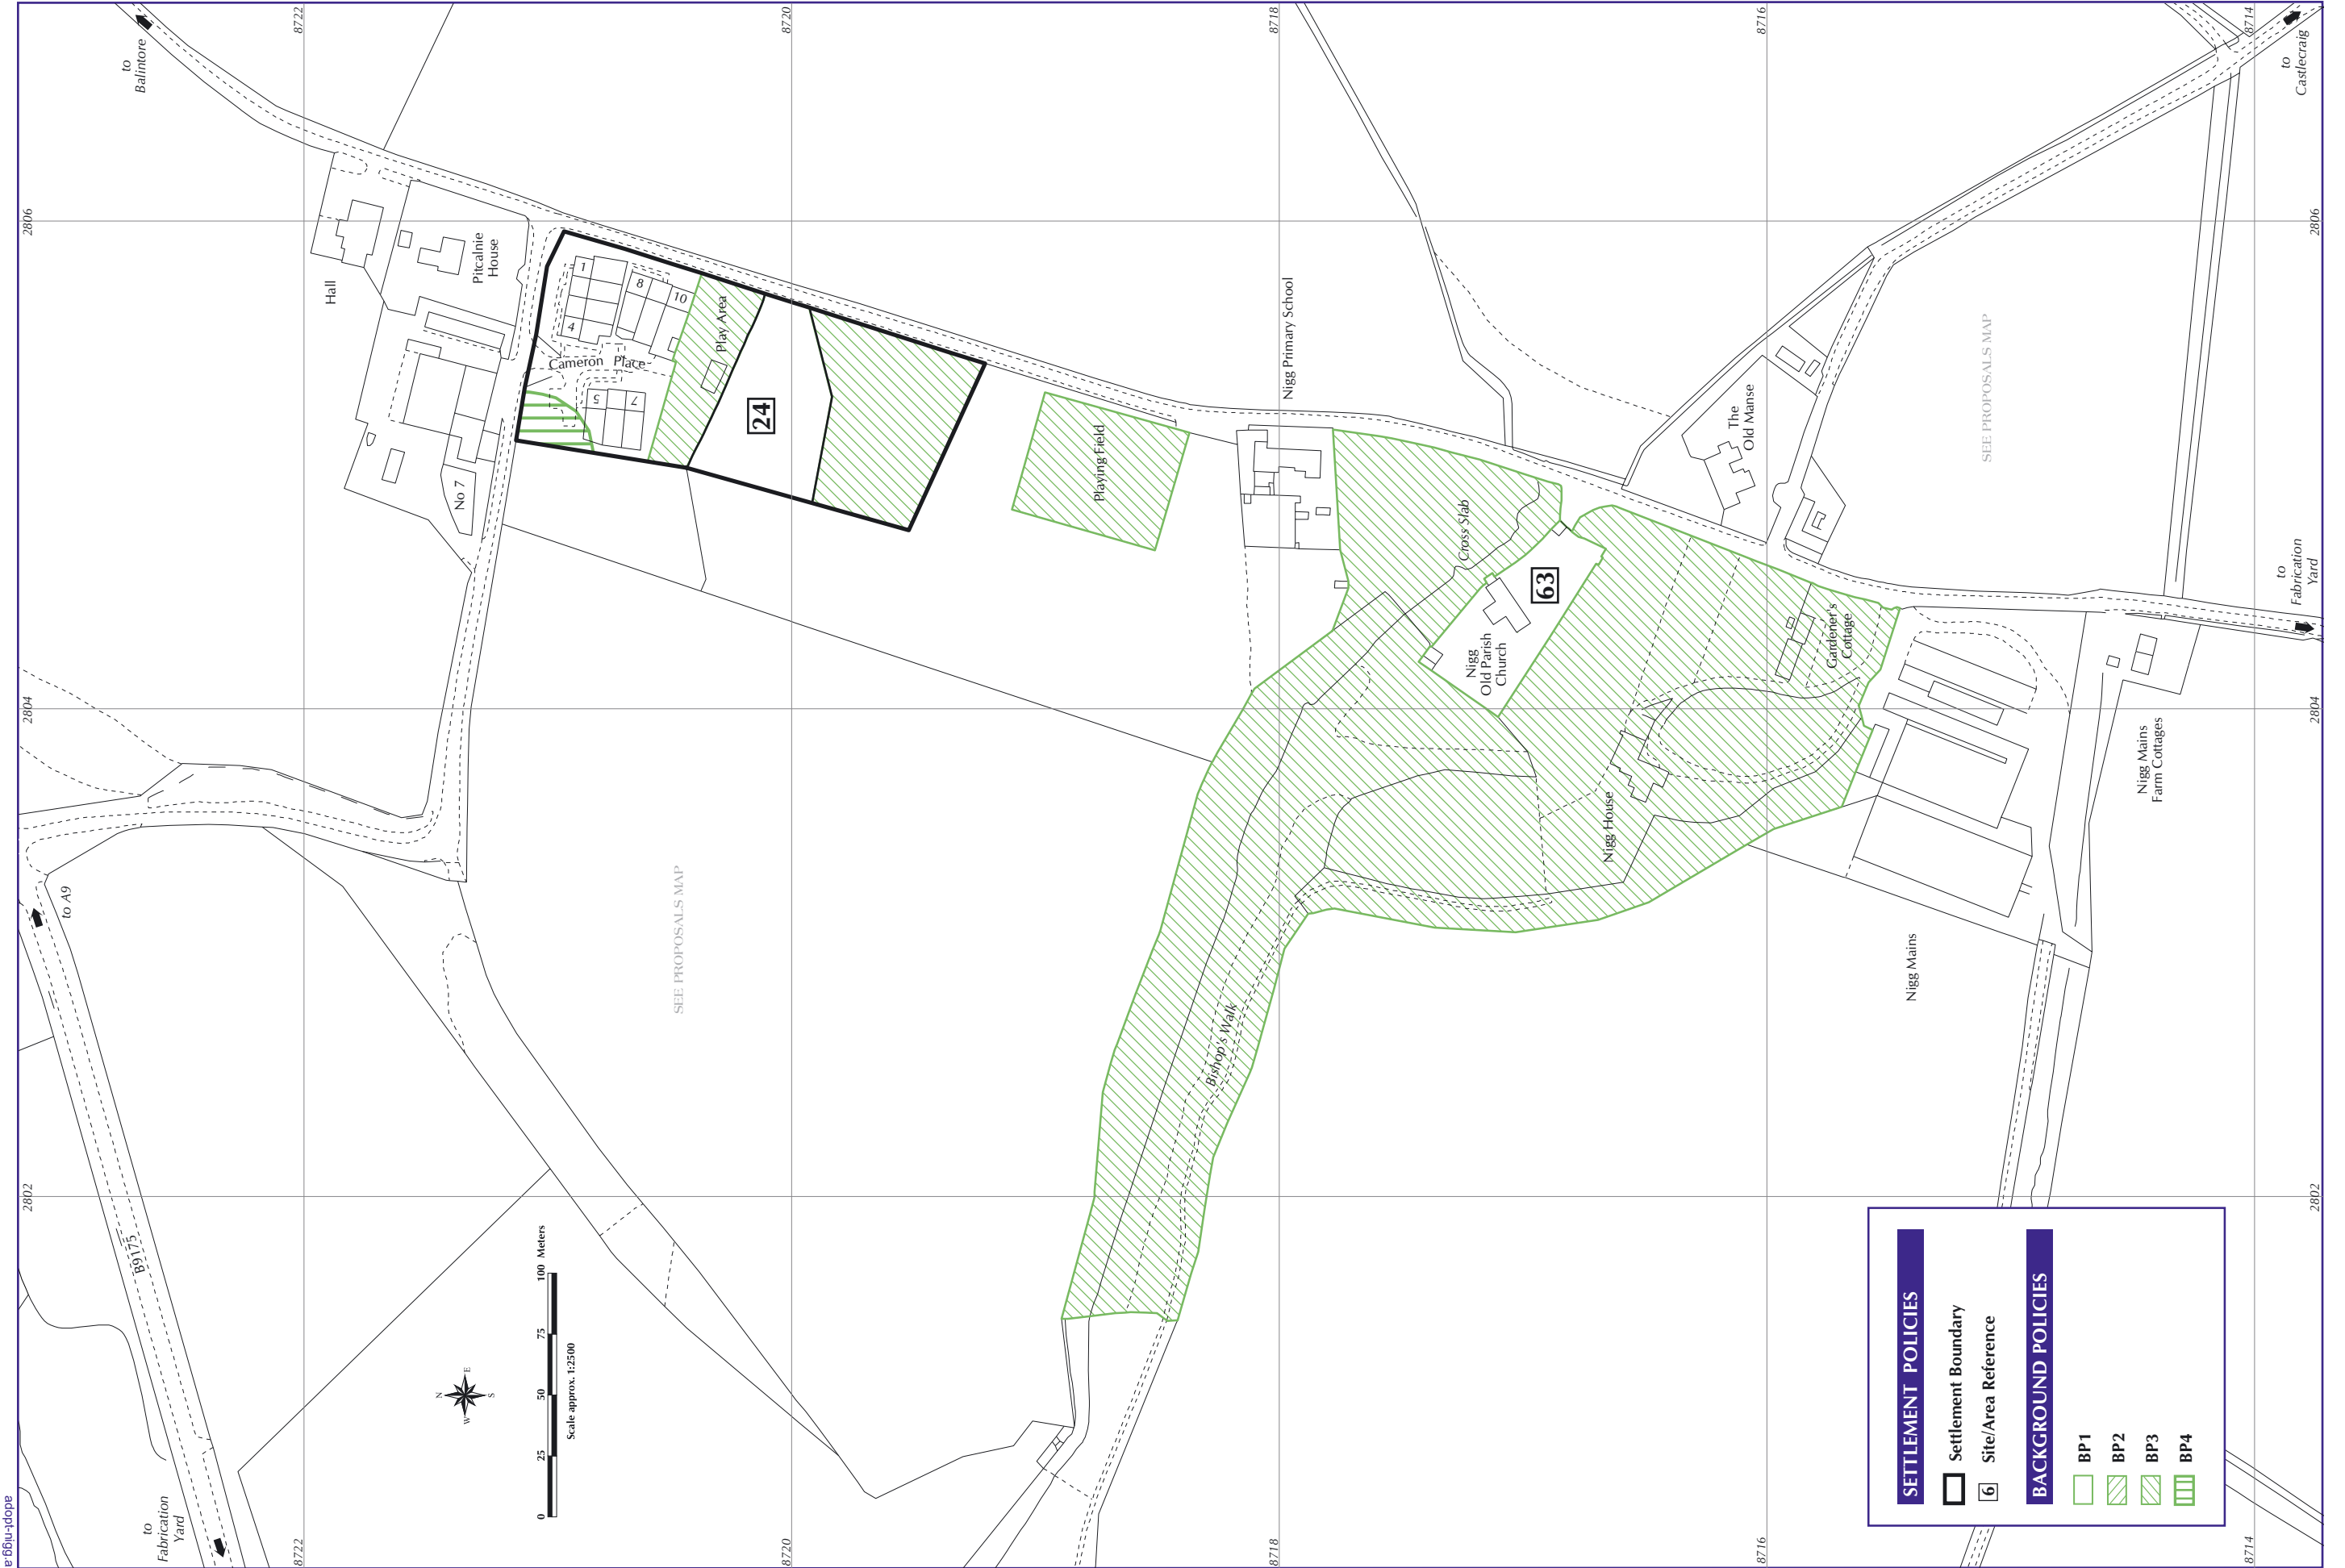 to
Balintore
8722
8720
8718
8716
8714
to
Castlecraig
2806
2806
Hall
Pitcalnie
House
1
4
8
10
Cameron Place
5
7
Play Area
24
No 7
Playing Field
Nigg Primary School
Cross Slab
63
Nigg
Old Parish
Church
The
Old Manse
SEE PROPOSALS MAP
to
Fabrication
Yard
Gardener's
Cottage
2804
2804
Nigg House
Nigg Mains
Farm Cottages
Nigg Mains
to A9
SEE PROPOSALS MAP
Bishop's Walk
2802
2802
B9175
N
E
S
W
0 25 50 75 100 Meters
Scale approx. 1:2500
to
Fabrication
Yard
8722
8720
8718
8716
8714
SETTLEMENT POLICIES
Settlement Boundary
6 Site/Area Reference
BACKGROUND POLICIES
BP1
BP2
BP3
BP4
adopt-nigg.a